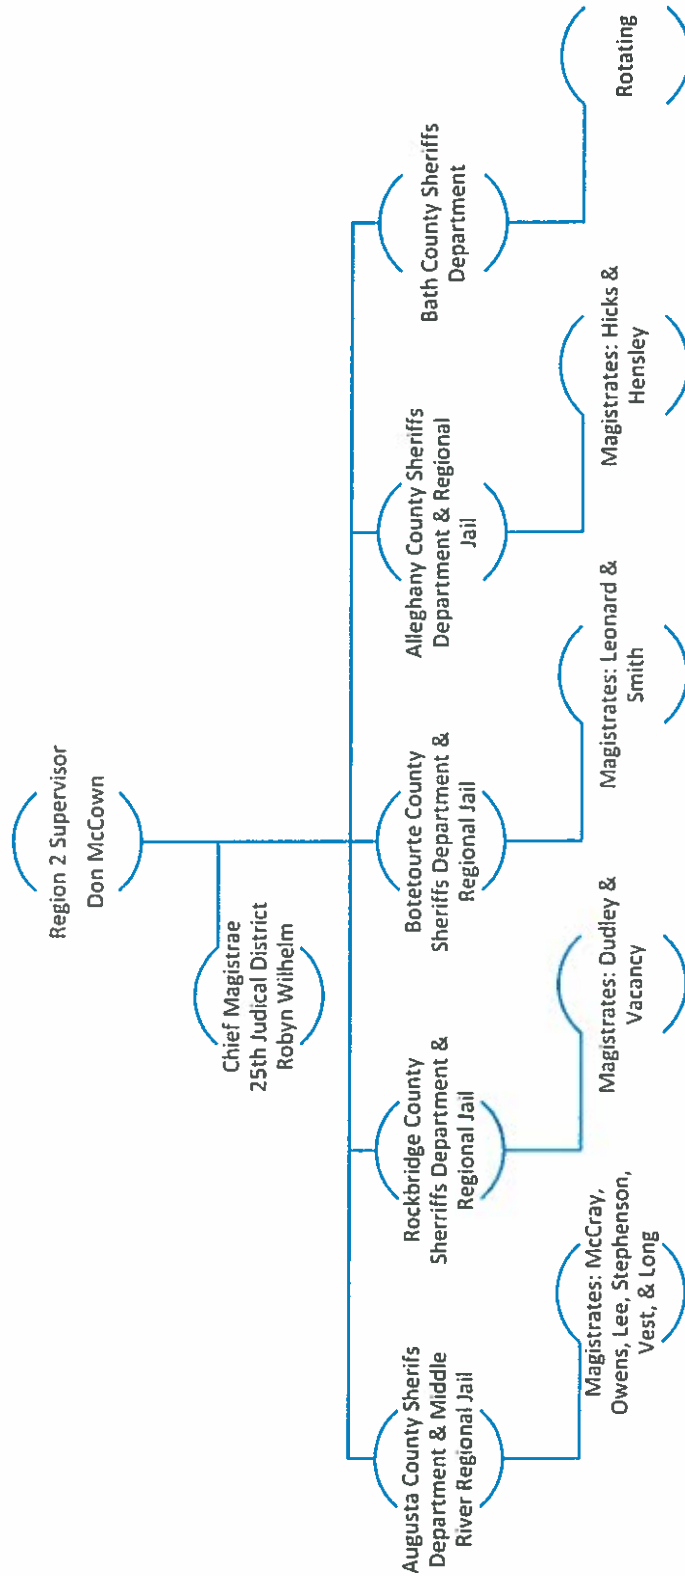 Region 2 Supervisor
Don McCown
Chief Magistrae
25th Judical District
Robyn Wilhelm
Augusta County Sherifs
Department & Middle
River Regional Jail
Magistrates: McCray,
Owens, Lee, Stephenson,
Vest, & Long
Rockbridge County
Sherriffs Department &
Regional Jail
Magistrates: Dudley &
Vacancy
Botetourte County
Sheriffs Department &
Regional Jail
Magistrates: Leonard &
Smith
Alleghany County Sheriffs
Department & Regional
Jail
Magistrates: Hicks &
Hensley
Bath County Sheriffs
Department
Rotating